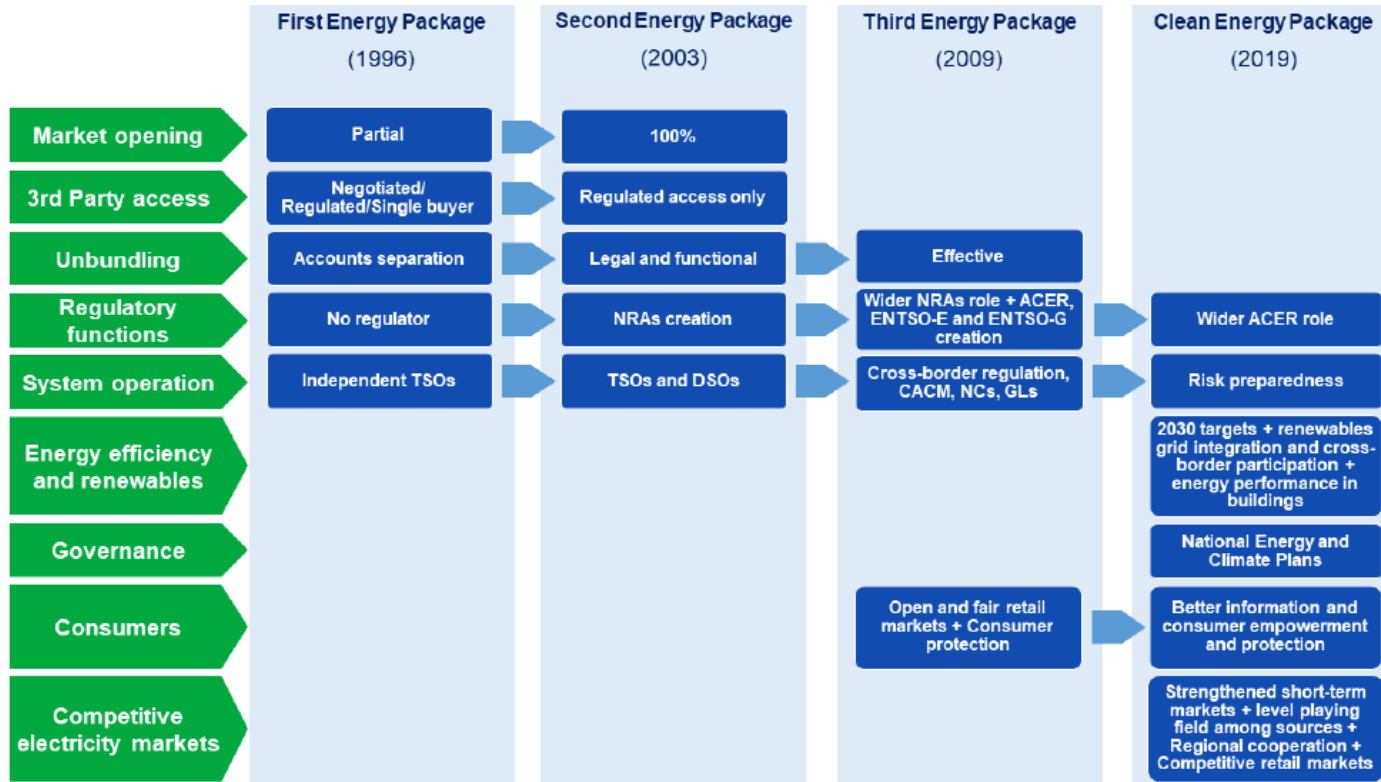 First Energy Package
(1996)
Second Energy Package
(2003)
Third Energy Package
(2009)
Clean Energy Package
(2019)
Market opening
Partial
100%
3rd Party access
Negotiated/
Regulated/Single buyer
Regulated access only
Unbundling
Accounts separation
Legal and functional
Effective
Regulatory
functions
No regulator
NRAs creation
Wider NRAs role + ACER,
ENTSO-E and ENTSO-G
creation
Wider ACER role
System operation
Independent TSOs
TSOs and DSOs
Cross-border regulation,
CACM, NCs, GLs
Risk preparedness
Energy efficiency
and renewables
2030 targets + renewables
grid integration and cross-
border participation +
energy performance in
buildings
Governance
National Energy and
Climate Plans
Consumers
Open and fair retail
markets + Consumer
protection
Better information and
consumer empowerment
and protection
Competitive
electricity markets
Strengthened short-term
markets + level playing
field among sources +
Regional cooperation +
Competitive retail markets